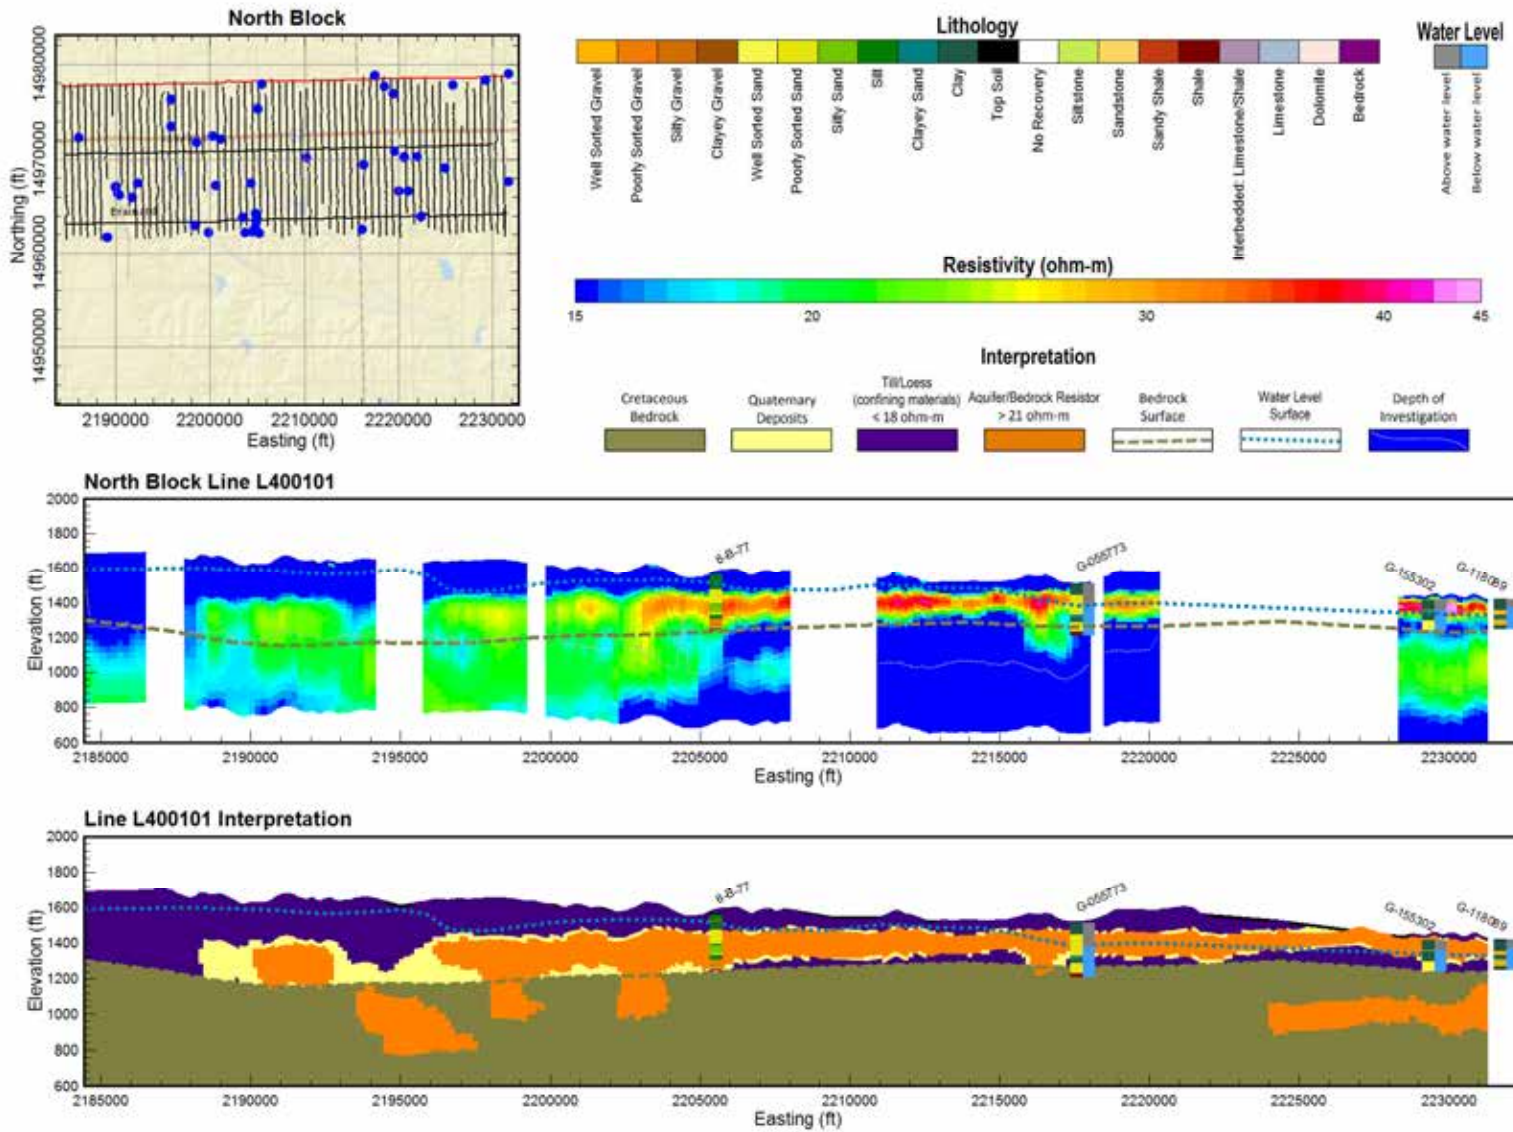 North Block
Northing (ft)
14980000
14970000
14960000
14950000
Brainard
2190000 2200000 2210000 2220000 2230000
Easting (ft)
Lithology
Well Sorted Gravel
Poorly Sorted Gravel
Silty Gravel
Clayey Gravel
Well Sorted Sand
Poorly Sorted Sand
Silty Sand
Silt
Clayey Sand
Clay
Top Soil
No Recovery
Siltstone
Sandstone
Sandy Shale
Shale
Interbedded: Limestone/Shale
Limestone
Dolomite
Bedrock
Water Level
Above water level
Below water level
Resistivity (ohm-m)
15 20 30 40 45
Interpretation
Cretaceous
Bedrock
Quaternary
Deposits
Till/Loess
(confining materials)
< 18 ohm-m
Aquifer/Bedrock Resistor
> 21 ohm-m
Bedrock
Surface
Water Level
Surface
Depth of
Investigation
North Block Line L400101
Elevation (ft)
2000
1800
1600
1400
1200
1000
800
600
6-B-77
G-055773
G-155302
G-118069
2185000 2190000 2195000 2200000 2205000 2210000 2215000 2220000 2225000 2230000
Easting (ft)
Line L400101 Interpretation
Elevation (ft)
2000
1800
1600
1400
1200
1000
800
600
6-B-77
G-055773
G-155302
G-118069
2185000 2190000 2195000 2200000 2205000 2210000 2215000 2220000 2225000 2230000
Easting (ft)